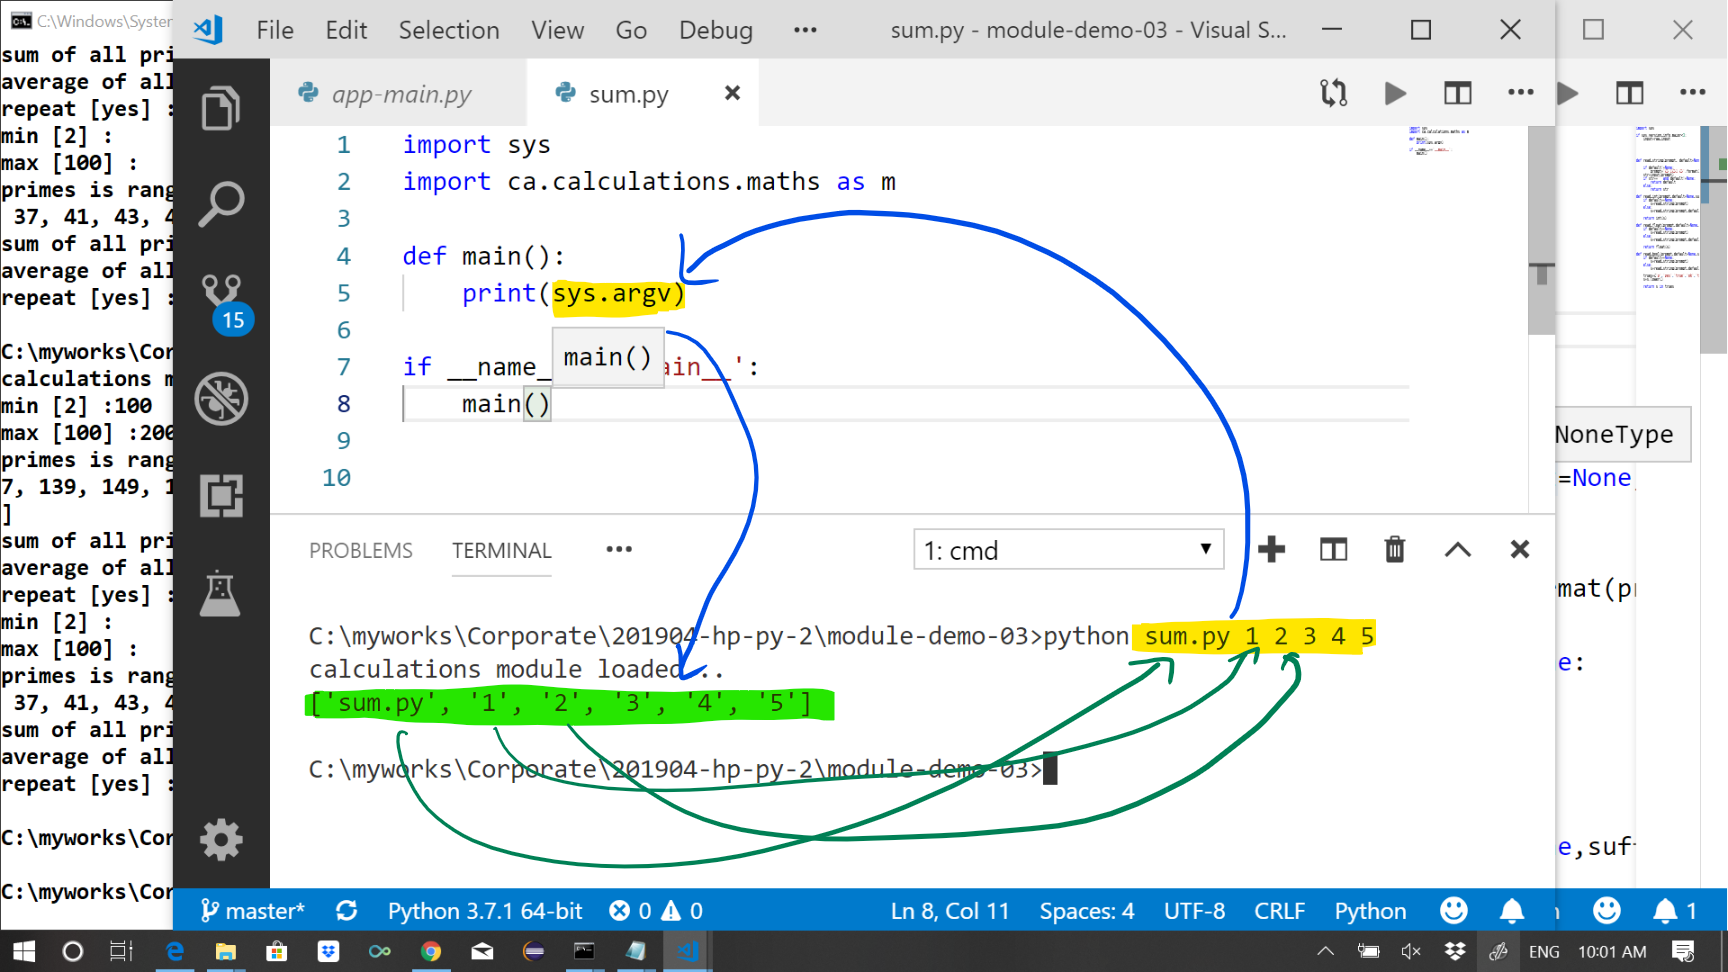 C:\Windows\System
sum of all pri
average of all
repeat [yes] :
min [2] :
max [100] :
primes is rang
37, 41, 43, 4
sum of all pri
average of all
repeat [yes] :
C:\myworks\Cor
calculations m
min [2] :100
max [100] :200
primes is rang
7, 139, 149, 1
]
sum of all pri
average of all
repeat [yes] :
min [2] :
max [100] :
primes is rang
37, 41, 43, 4
sum of all pri
average of all
repeat [yes] :
C:\myworks\Cor
C:\myworks\Cor
File Edit Selection View Go Debug ••• sum.py - module-demo-03 - Visual S...
app-main.py sum.py
1 import sys
2 import ca.calculations.maths as m
3
4 def main():
5 print(sys.argv)
6
main()
7 if __name_ ain__':
8 main()
9
10
15
PROBLEMS TERMINAL ••• 1: cmd
C:\myworks\Corporate\201904-hp-py-2\module-demo-03>python sum.py 1 2 3 4 5
calculations module loaded..
['sum.py', '1', '2', '3', '4', '5']
C:\myworks\Corporate\201904-hp-py-2\module-demo-03>
NoneType
=None,
mat(pr
e:
e,suf
master* Python 3.7.1 64-bit 0 0 Ln 8, Col 11 Spaces: 4 UTF-8 CRLF Python 1
ENG 10:01 AM